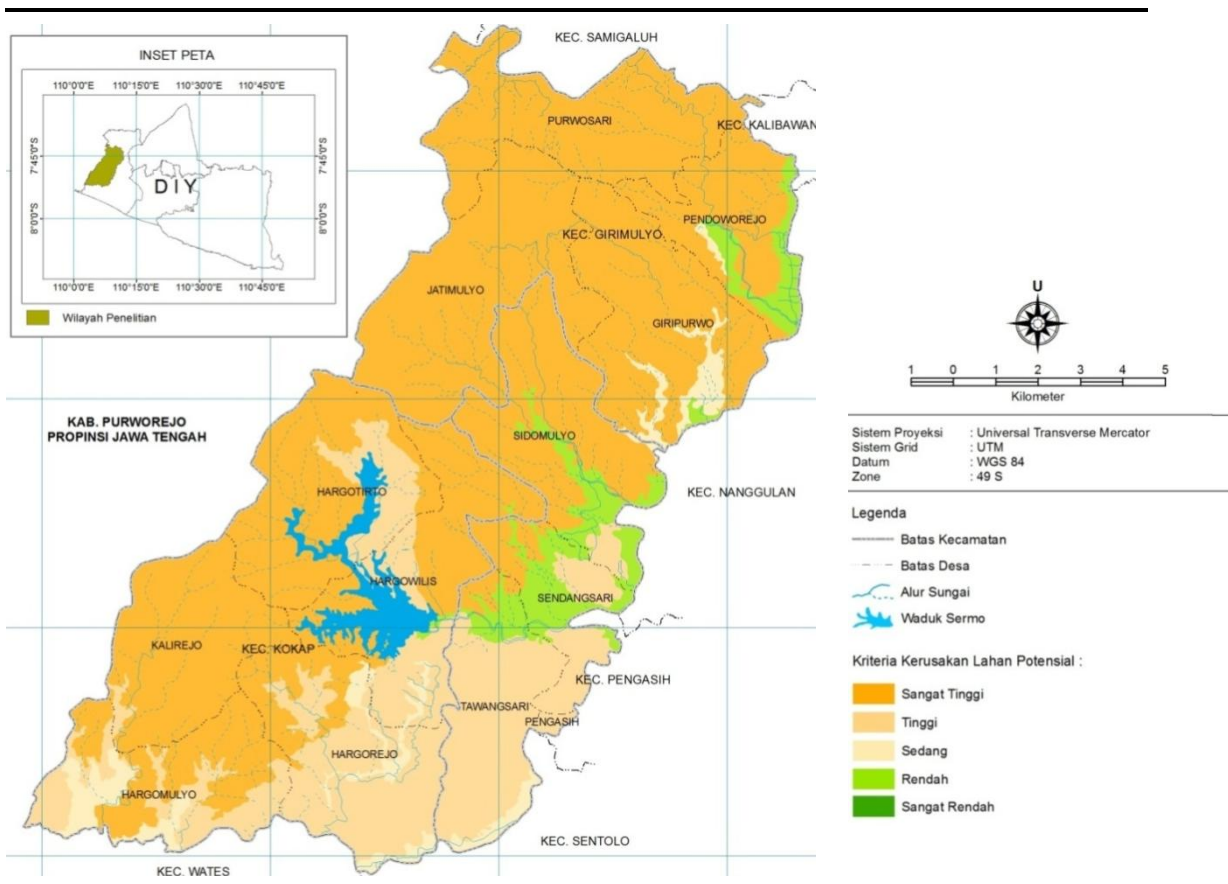 KEC. SAMIGALUH
INSET PETA
110°0'0"E 110°15'0"E 110°30'0"E 110°45'0"E
7°45'0"S
8°0'0"S
7°45'0"S
8°0'0"S
DIY
110°0'0"E 110°15'0"E 110°30'0"E 110°45'0"E
Wilayah Penelitian
PURWOSARI
KEC. KALIBAWAN
PENDOWOREJO
KEC. GIRIMULYO
JATIMULYO
GIRIPURWO
KAB. PURWOREJO
PROPINSI JAWA TENGAH
SIDOMULYO
HARGOTIRTO
KEC. NANGGULAN
HARGOWILIS
SENDANGSARI
KALIREJO
KEC. KOKAP
KEC. PENGASIH
TAWANGSARI
PENGASIH
HARGOREJO
HARGOMULYO
KEC. SENTOLO
KEC. WATES
U
1 0 1 2 3 4 5
Kilometer
Sistem Proyeksi : Universal Transverse Mercator
Sistem Grid : UTM
Datum : WGS 84
Zone : 49 S
Legenda
Batas Kecamatan
Batas Desa
Alur Sungai
Waduk Sermo
Kriteria Kerusakan Lahan Potensial :
Sangat Tinggi
Tinggi
Sedang
Rendah
Sangat Rendah